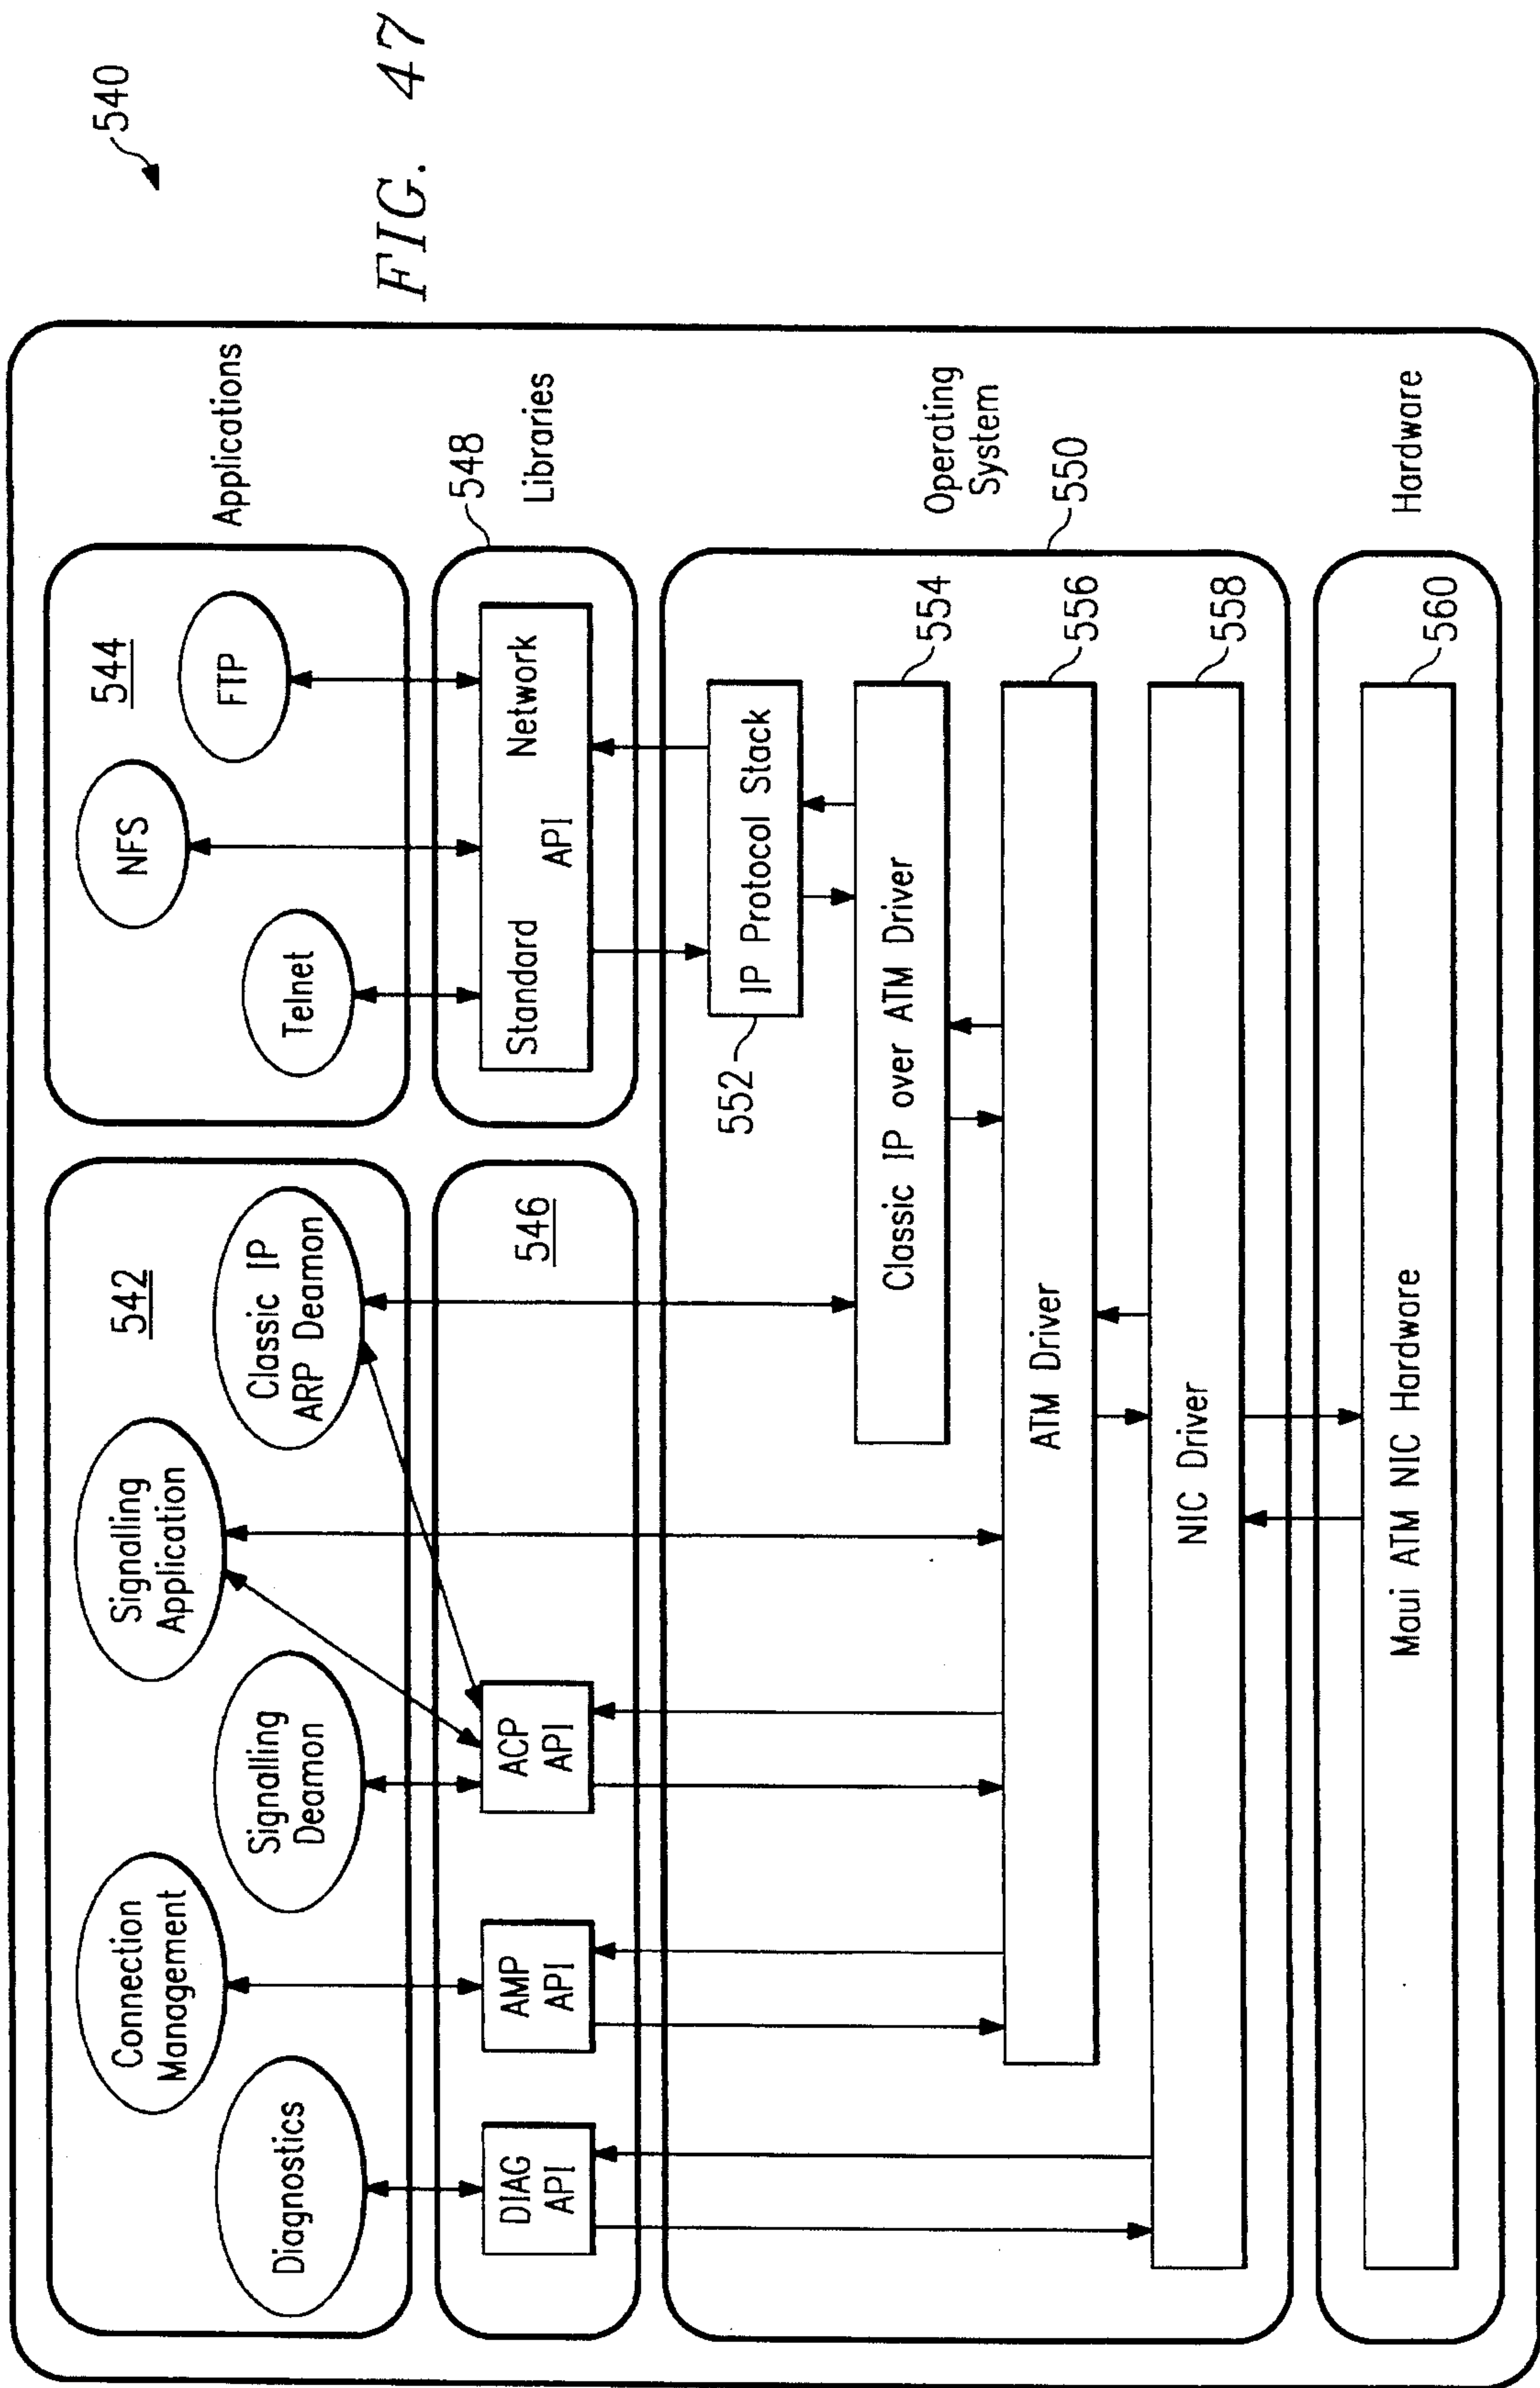 540
FIG. 47
Applications
542
Diagnostics
Connection
Management
Signalling
Deamon
Signalling
Application
Classic IP
ARP Deamon
544
Telnet
NFS
FTP
548
Libraries
546
DIAG
API
AMP
API
ACP
API
Standard Network
API
Operating
System
550
552
IP Protocol Stack
554
Classic IP over ATM Driver
556
ATM Driver
558
NIC Driver
Hardware
560
Maui ATM NIC Hardware